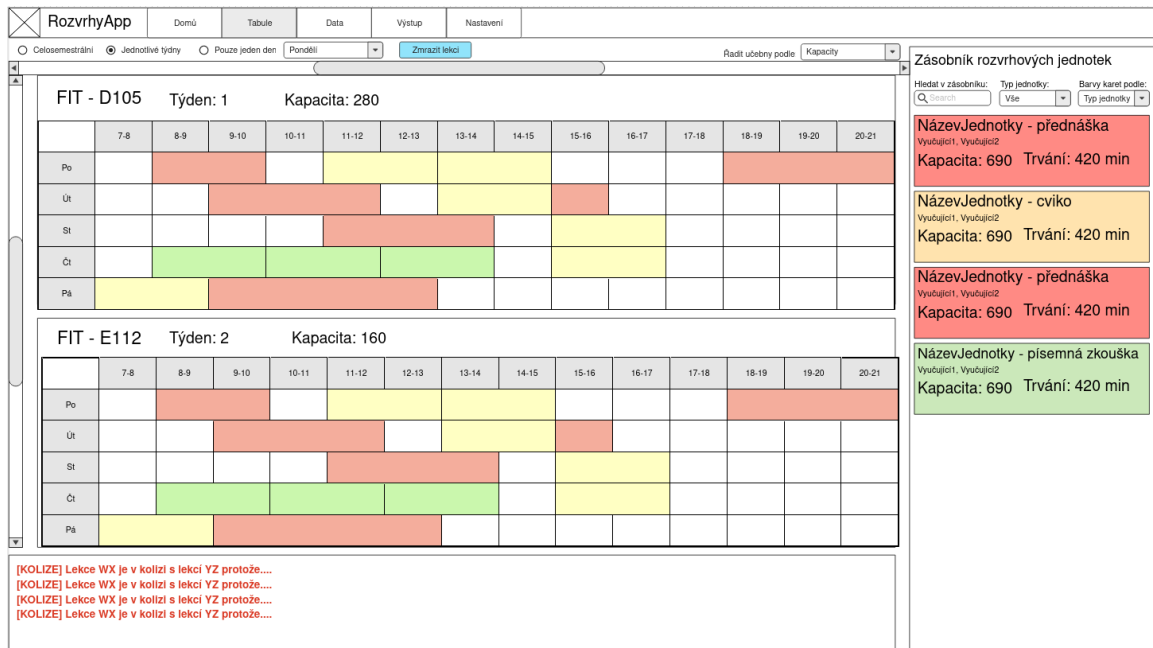 RozvrhyApp Domů Tabule Data Výstup Nastavení
Celosemestrální Jednotlivé týdny Pouze jeden den Pondělí Zmrazit lekci Řadit učebny podle Kapacity
FIT - D105 Týden: 1 Kapacita: 280
7-8 8-9 9-10 10-11 11-12 12-13 13-14 14-15 15-16 16-17 17-18 18-19 19-20 20-21
Po
Út
St
Čt
Pá
FIT - E112 Týden: 2 Kapacita: 160
7-8 8-9 9-10 10-11 11-12 12-13 13-14 14-15 15-16 16-17 17-18 18-19 19-20 20-21
Po
Út
St
Čt
Pá
[KOLIZE] Lekce WX je v kolizi s lekcí YZ protože....
[KOLIZE] Lekce WX je v kolizi s lekcí YZ protože....
[KOLIZE] Lekce WX je v kolizi s lekcí YZ protože....
[KOLIZE] Lekce WX je v kolizi s lekcí YZ protože....
Zásobník rozvrhových jednotek
Hledat v zásobníku: Typ jednotky: Barvy karet podle:
Search Vše Typ jednotky
NázevJednotky - přednáška
Vyučující1, Vyučující2
Kapacita: 690 Trvání: 420 min
NázevJednotky - cviko
Vyučující1, Vyučující2
Kapacita: 690 Trvání: 420 min
NázevJednotky - přednáška
Vyučující1, Vyučující2
Kapacita: 690 Trvání: 420 min
NázevJednotky - písemná zkouška
Vyučující1, Vyučující2
Kapacita: 690 Trvání: 420 min